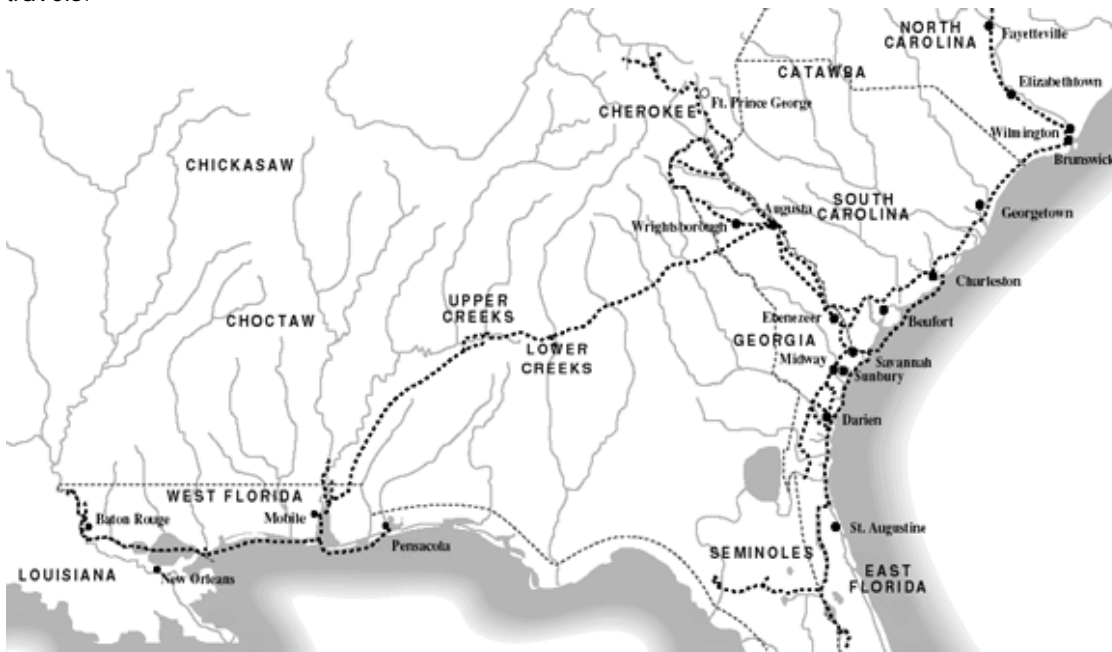 travels.
NORTH
CAROLINA
Fayetteville
CATAWBA
Elizabethtown
Ft. Prince George
CHEROKEE
Wilmington
Brunswick
CHICKASAW
SOUTH
CAROLINA
Augusta
Georgetown
Wrightsborough
Charleston
UPPER
CREEKS
CHOCTAW
Ebenezeer
Beufort
LOWER
CREEKS
GEORGIA
Midway
Savannah
Sunbury
Darien
WEST FLORIDA
Mobile
Baton Rouge
Pensacola
St. Augustine
SEMINOLES
EAST
FLORIDA
LOUISIANA
New Orleans